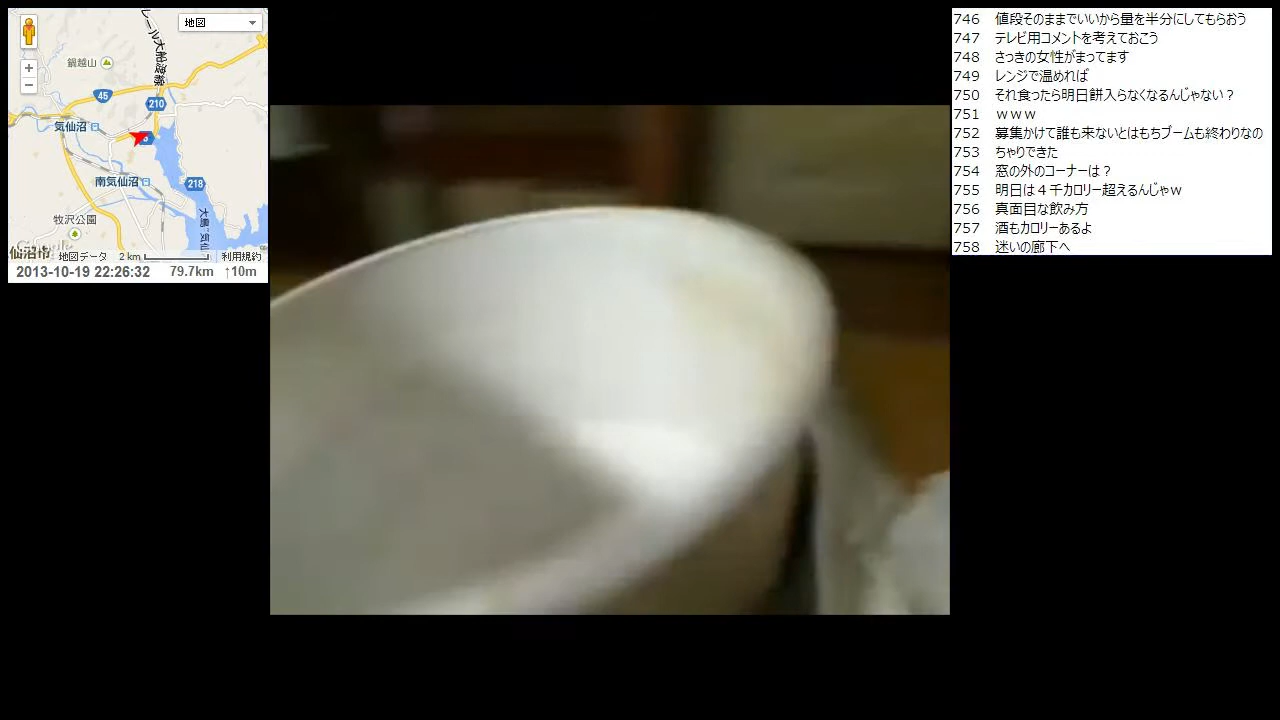 地図
レール大船渡線
鍋越山
45
210
気仙沼
南気仙沼
218
牧沢公園
仙沼市
Google
地図データ
2 km
利用規約
2013-10-19 22:26:32 79.7km ↑10m
746 値段そのままでいいから量を半分にしてもらおう
747 テレビ用コメントを考えておこう
748 さっきの女性がまってます
749 レンジで温めれば
750 それ食ったら明日餅入らなくなるんじゃない？
751 ｗｗｗ
752 募集かけて誰も来ないとはもちブームも終わりなの
753 ちゃりできた
754 窓の外のコーナーは？
755 明日は４千カロリー超えるんじゃｗ
756 真面目な飲み方
757 酒もカロリーあるよ
758 迷いの廊下へ